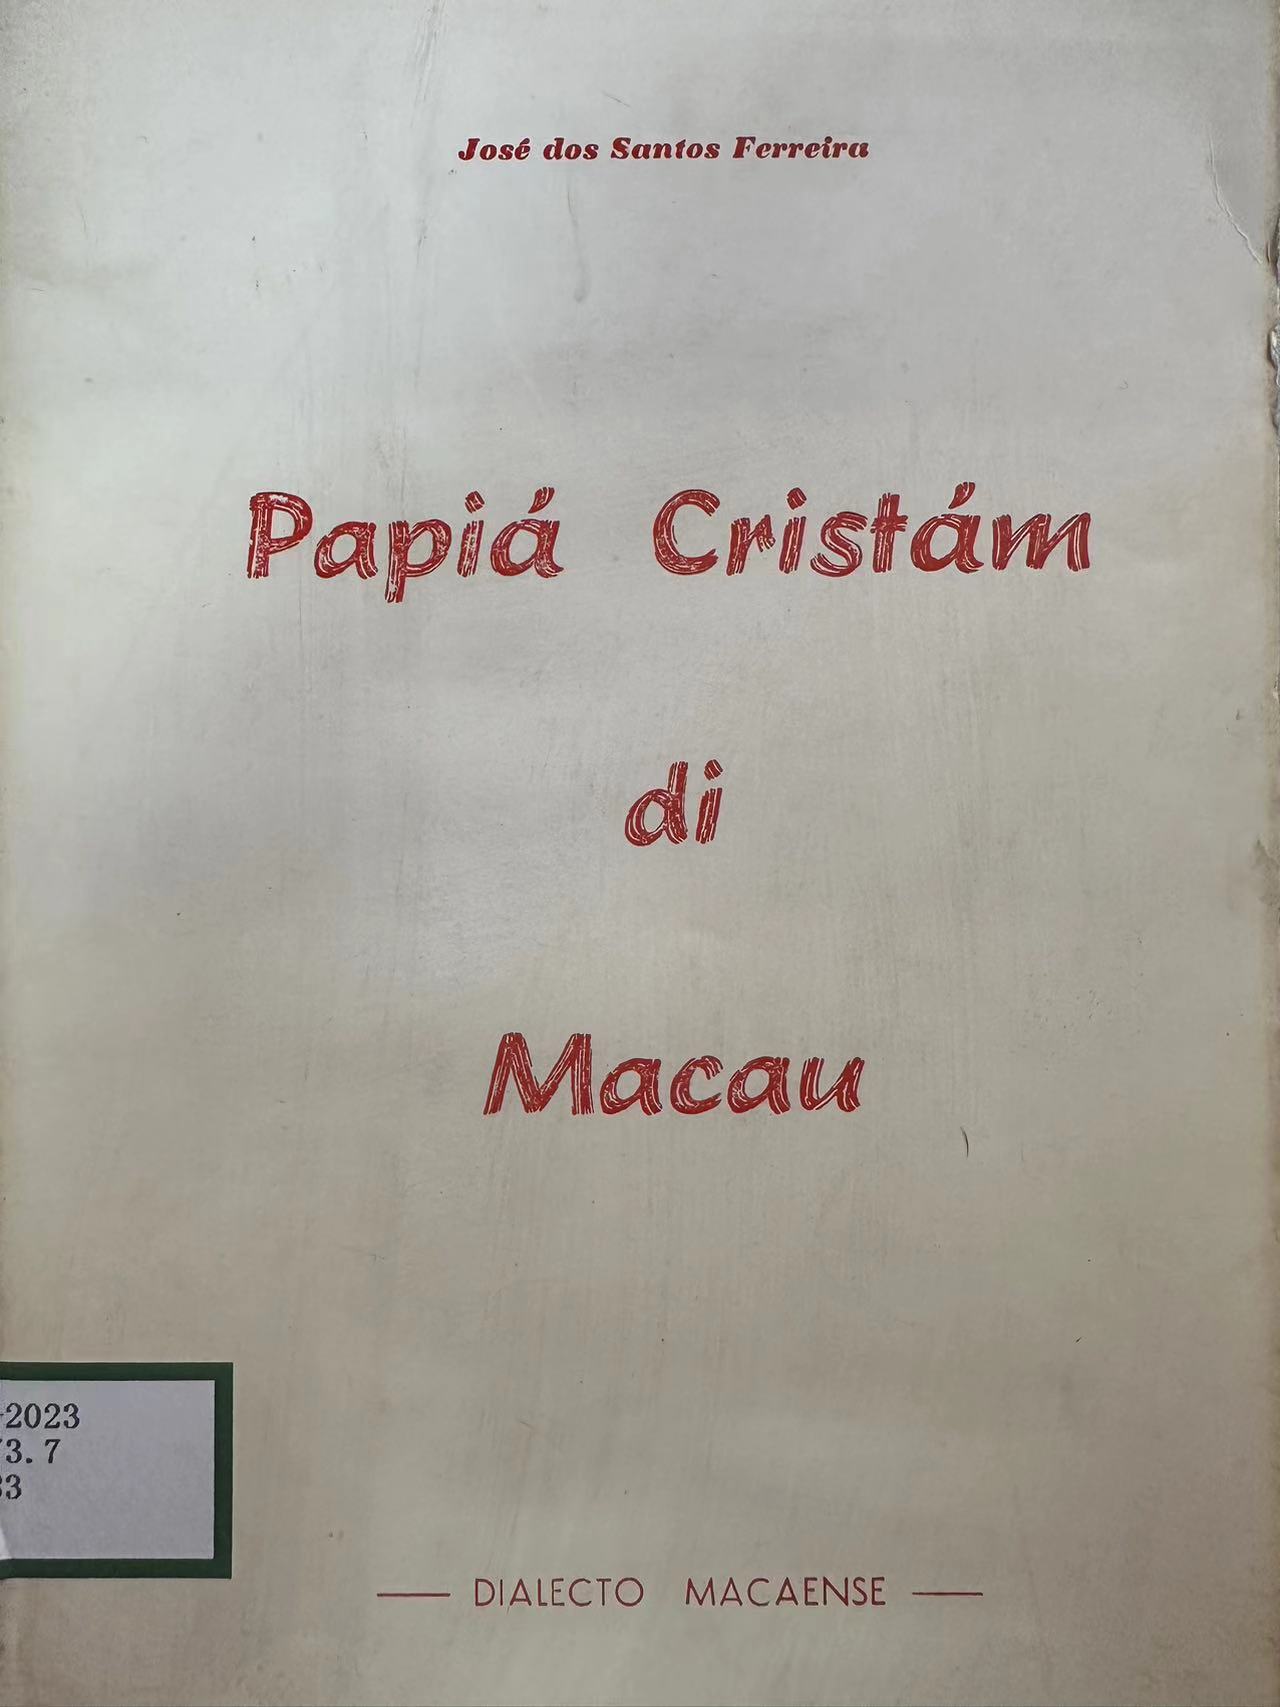 José dos Santos Ferreira
Papiá Cristám
di
Macau
-2023
3.7
3
DIALECTO MACAENSE